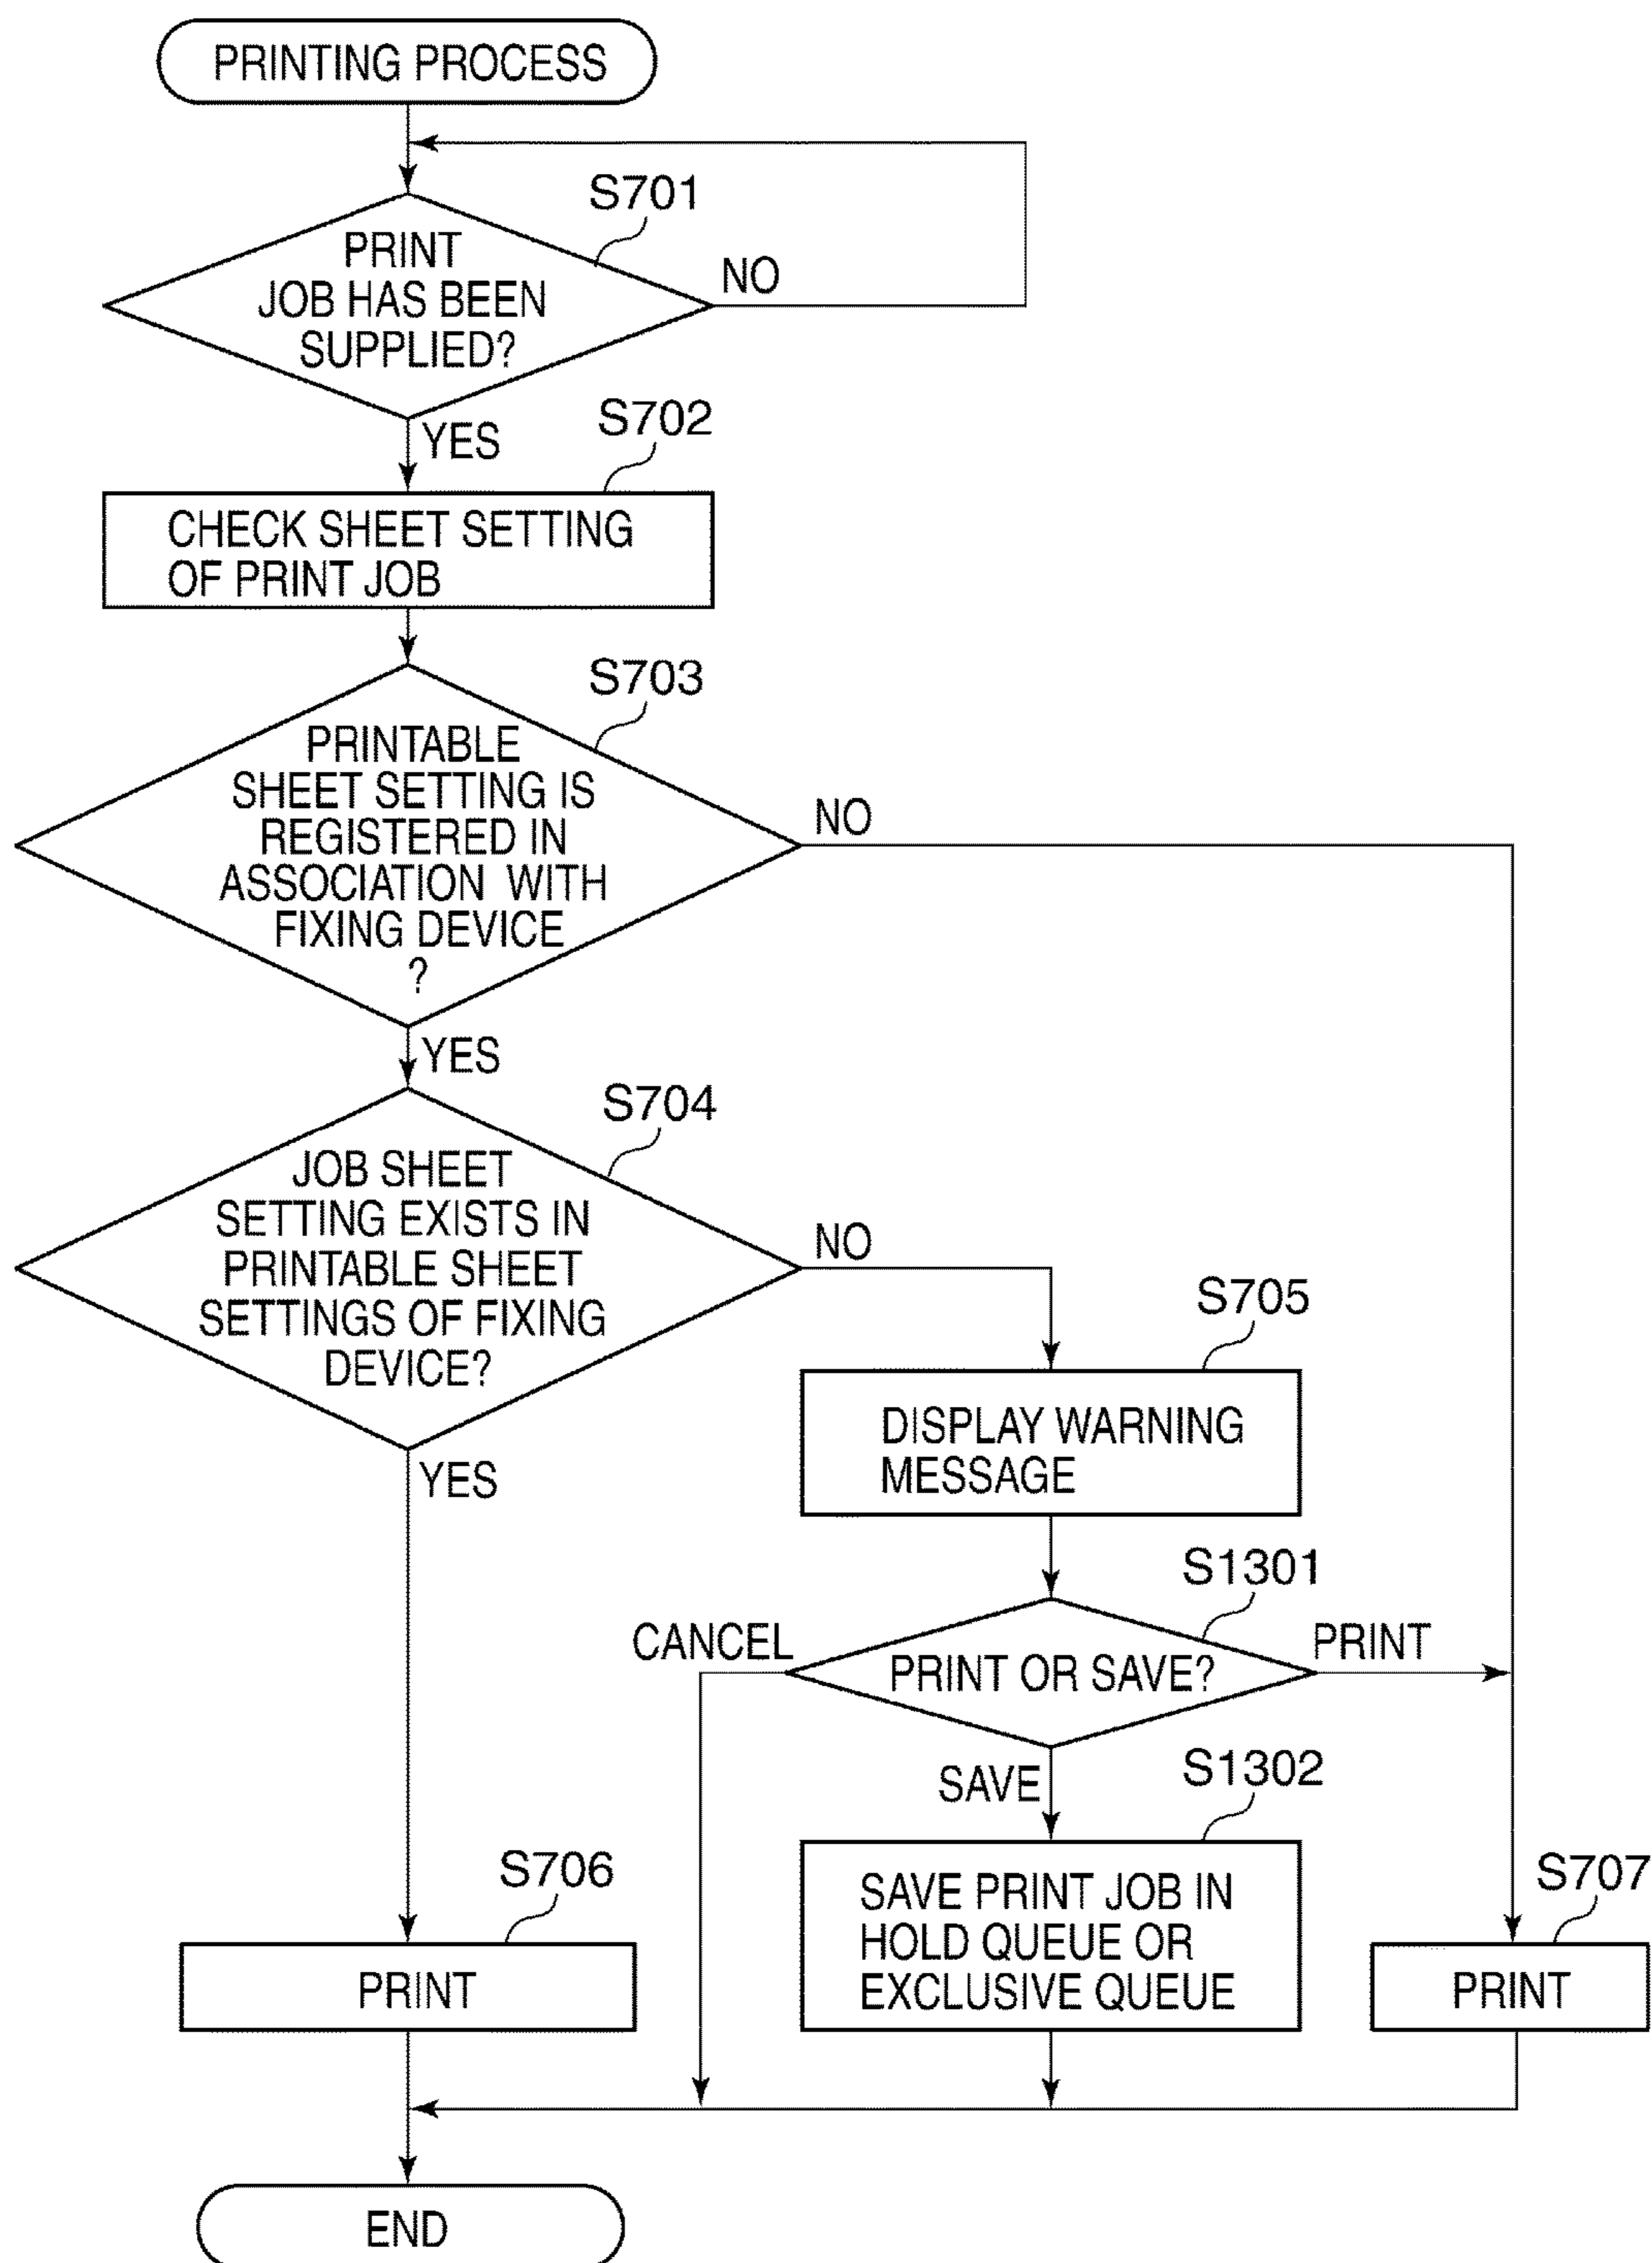 PRINTING PROCESS
S701
PRINT
JOB HAS BEEN
SUPPLIED?
NO
YES
S702
CHECK SHEET SETTING
OF PRINT JOB
S703
PRINTABLE
SHEET SETTING IS
REGISTERED IN
ASSOCIATION WITH
FIXING DEVICE
?
NO
YES
S704
JOB SHEET
SETTING EXISTS IN
PRINTABLE SHEET
SETTINGS OF FIXING
DEVICE?
NO
YES
S705
DISPLAY WARNING
MESSAGE
S1301
CANCEL
PRINT OR SAVE?
PRINT
SAVE
S1302
SAVE PRINT JOB IN
HOLD QUEUE OR
EXCLUSIVE QUEUE
S706
PRINT
S707
PRINT
END